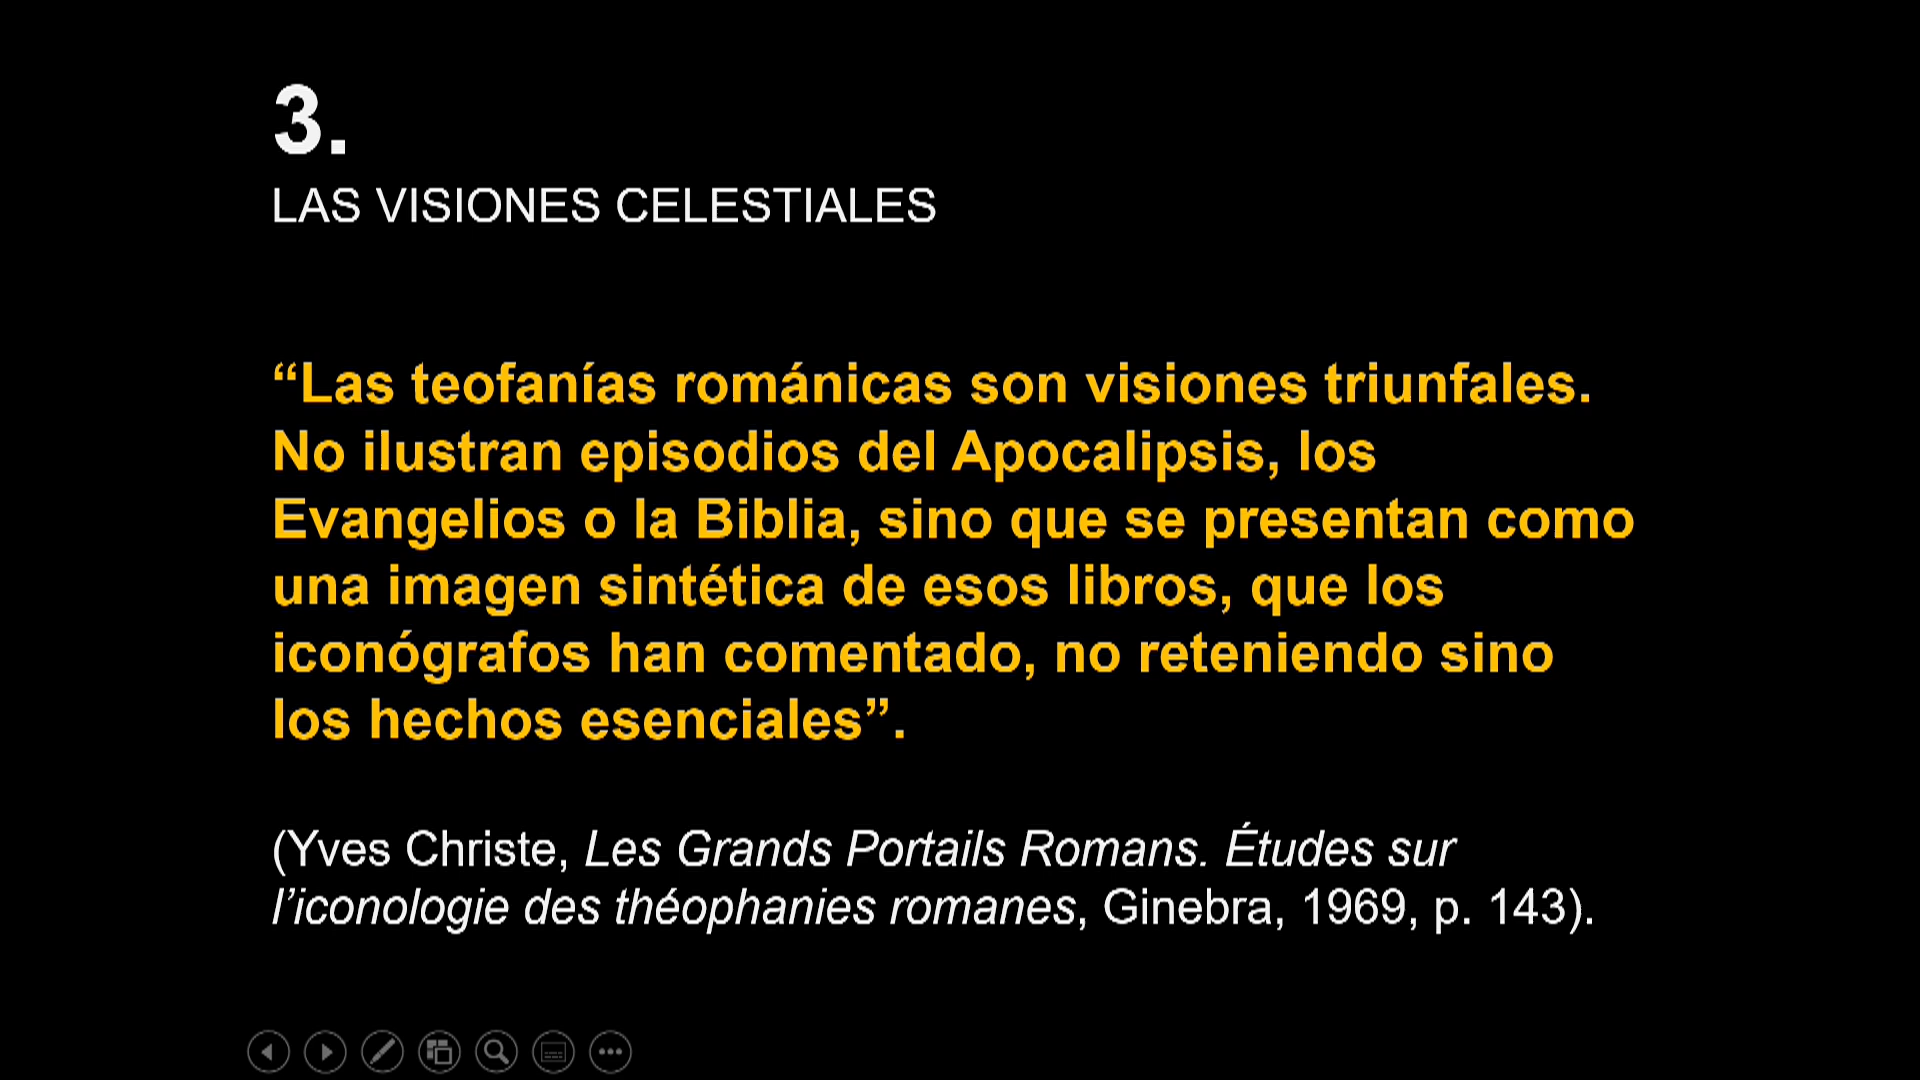 3.
LAS VISIONES CELESTIALES
“Las teofanías románicas son visiones triunfales.
No ilustran episodios del Apocalipsis, los
Evangelios o la Biblia, sino que se presentan como
una imagen sintética de esos libros, que los
iconógrafos han comentado, no reteniendo sino
los hechos esenciales”.
(Yves Christe, Les Grands Portails Romans. Études sur
l’iconologie des théophanies romanes, Ginebra, 1969, p. 143).